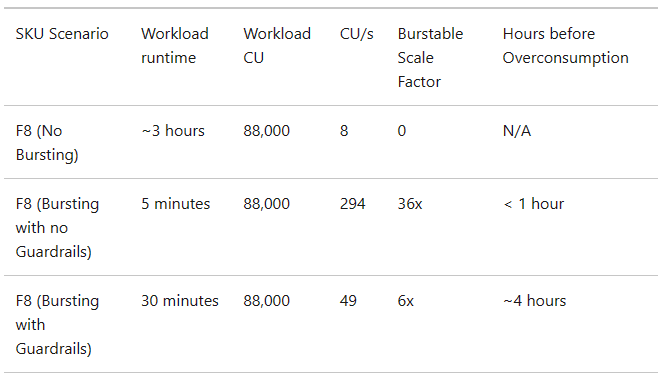 SKU Scenario
Workload
runtime
Workload
CU
CU/s
Burstable
Scale
Factor
Hours before
Overconsumption
F8 (No
Bursting)
~3 hours
88,000
8
0
N/A
F8 (Bursting
with no
Guardrails)
5 minutes
88,000
294
36x
< 1 hour
F8 (Bursting
with
Guardrails)
30 minutes
88,000
49
6x
~4 hours